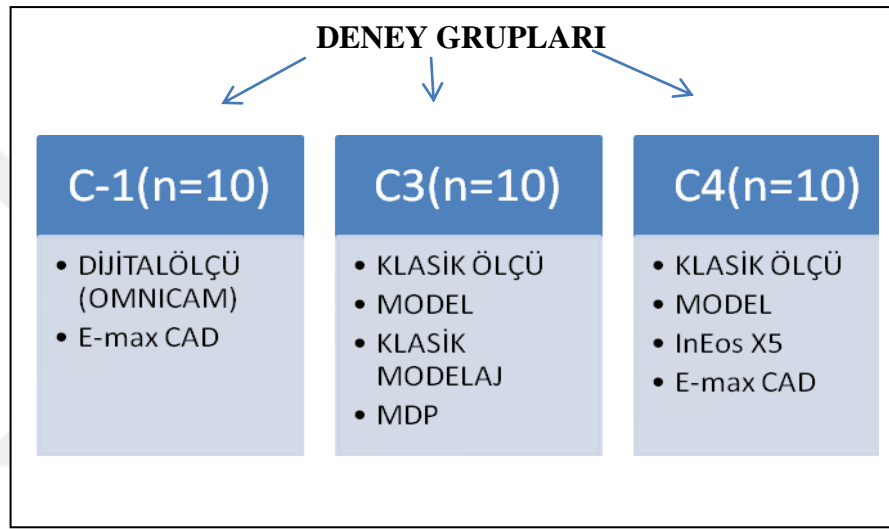 DENEY GRUPLARI
C-1(n=10)
• DİJİTALÖLÇÜ
(OMNICAM)
• E-max CAD
C3(n=10)
• KLASİK ÖLÇÜ
• MODEL
• KLASİK
MODELAJ
• MDP
C4(n=10)
• KLASİK ÖLÇÜ
• MODEL
• InEos X5
• E-max CAD